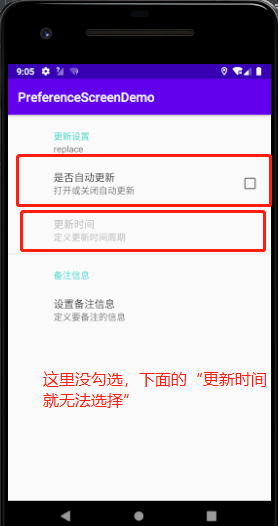 9:05
PreferenceScreenDemo
更新设置
replace
是否自动更新
打开或关闭自动更新
更新时间
定义更新时间周期
备注信息
设置备注信息
定义要备注的信息
这里没勾选，下面的“更新时间
就无法选择”